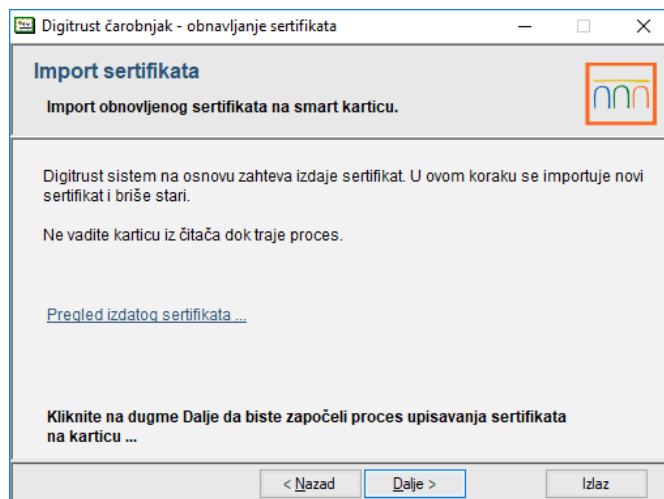 Digitrust čarobnjak - obnavljanje sertifikata
Import sertifikata
Import obnovljenog sertifikata na smart karticu.
Digitrust sistem na osnovu zahteva izdaje sertifikat. U ovom koraku se importuje novi
sertifikat i briše stari.
Ne vadite karticu iz čitača dok traje proces.
Pregled izdatog sertifikata ...
Kliknite na dugme Dalje da biste započeli proces upisavanja sertifikata
na karticu ...
< Nazad
Dalje >
Izlaz